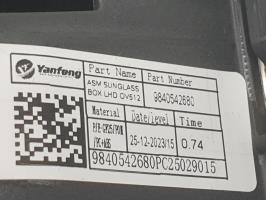 Yanfeng
Part Name Part Number
ASM SUNGLASS
BOX LHD OV512 9840542680
Material Date/level Time
25-12-2023/15 0.74
9840542680PC25029015